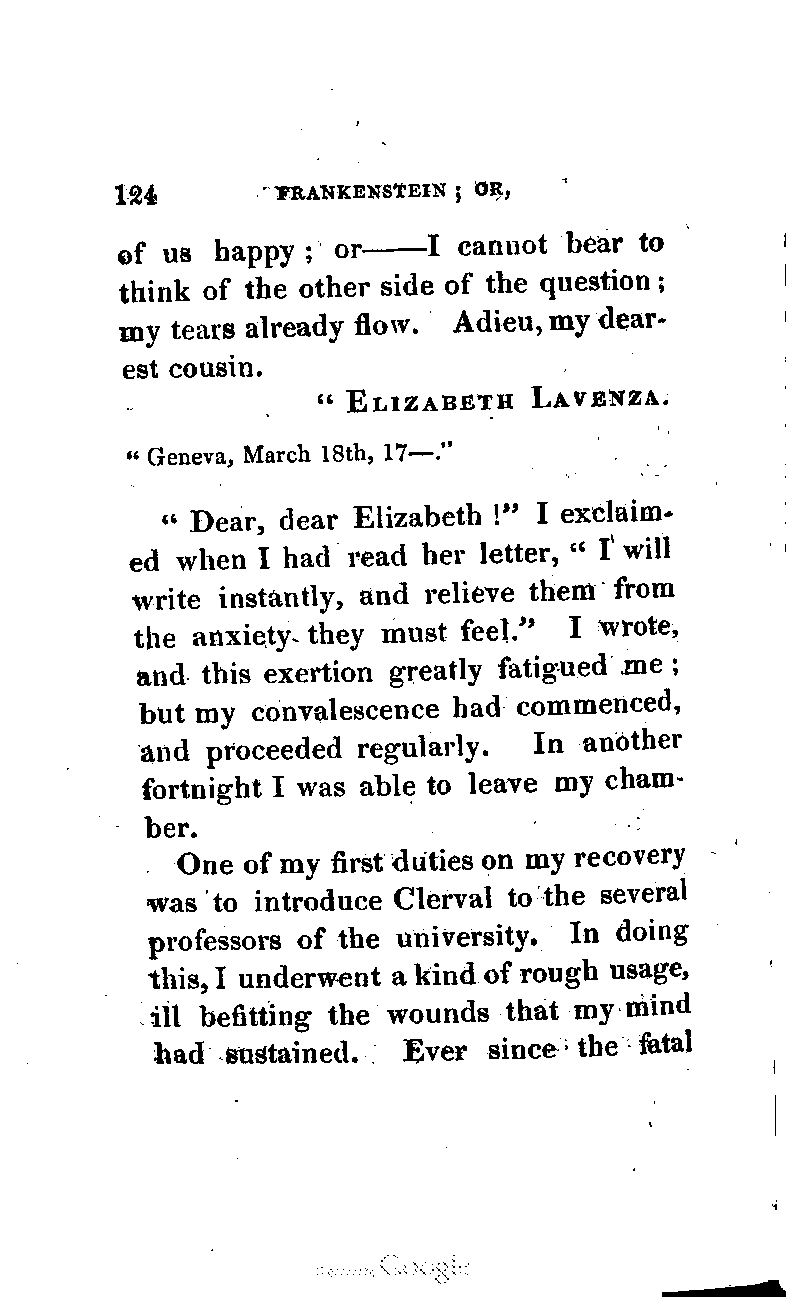 124 FRANKENSTEIN ; OR,
of us happy ; or——I cannot bear to
think of the other side of the question ;
my tears already flow. Adieu, my dear-
est cousin.
“ ELIZABETH LAVENZA.
“ Geneva, March 18th, 17—.”
“ Dear, dear Elizabeth !” I exclaim-
ed when I had read her letter, “ I will
write instantly, and relieve them from
the anxiety they must feel.” I wrote,
and this exertion greatly fatigued me ;
but my convalescence had commenced,
and proceeded regularly. In another
fortnight I was able to leave my cham-
ber.
One of my first duties on my recovery
was to introduce Clerval to the several
professors of the university. In doing
this, I underwent a kind of rough usage,
ill befitting the wounds that my mind
had sustained. Ever since the fatal
Google